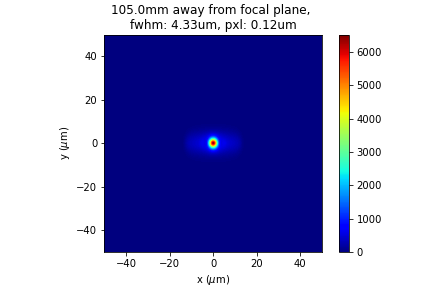 105.0mm away from focal plane,
fwhm: 4.33um, pxl: 0.12um
40
20
0
−20
−40
y (μm)
−40 −20 0 20 40
x (μm)
6000
5000
4000
3000
2000
1000
0